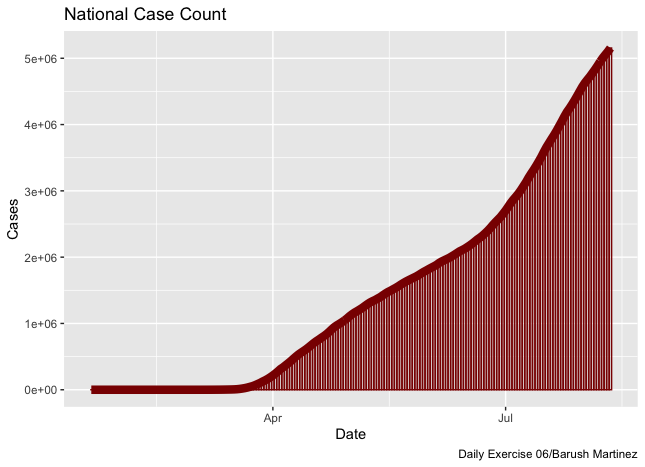 National Case Count
5e+06
4e+06
3e+06
2e+06
1e+06
0e+00
Cases
Apr
Jul
Date
Daily Exercise 06/Barush Martinez